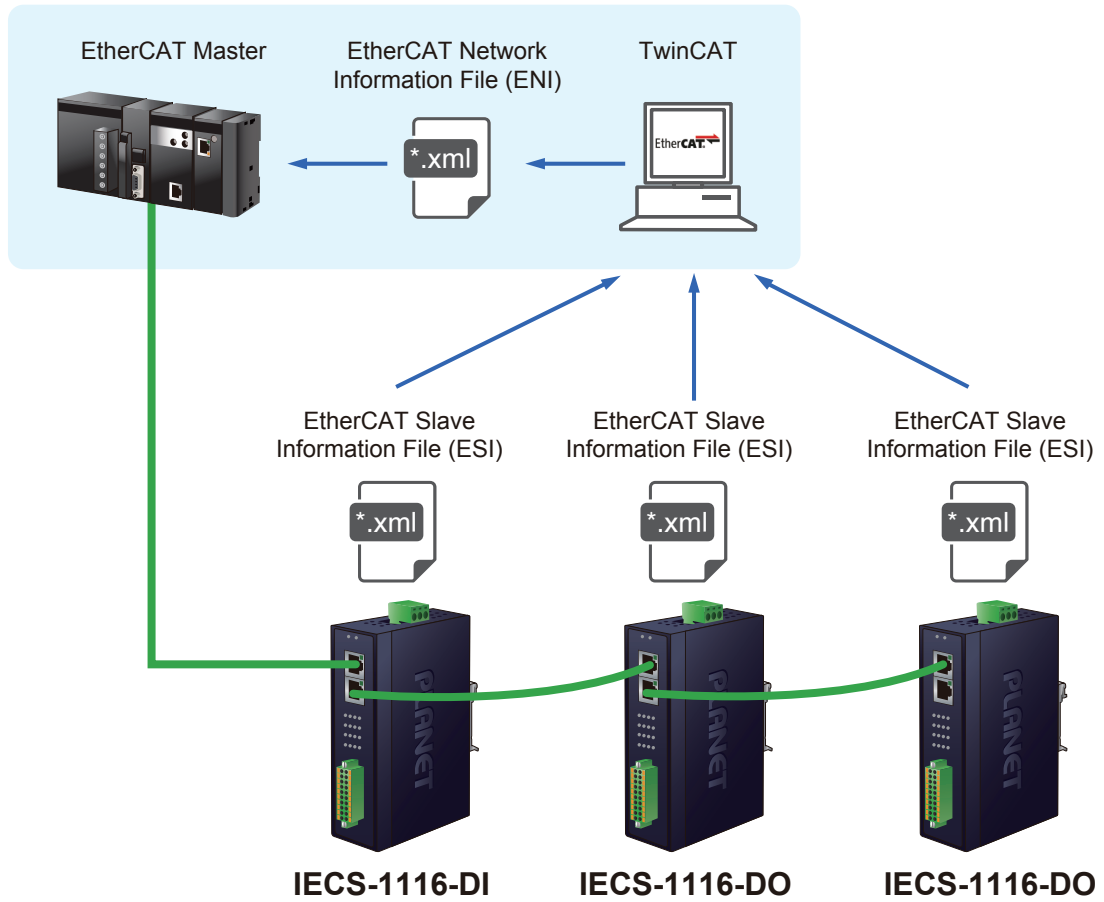 EtherCAT Master
EtherCAT Network
Information File (ENI)
TwinCAT
*.xml
EtherCAT
EtherCAT Slave
Information File (ESI)
EtherCAT Slave
Information File (ESI)
EtherCAT Slave
Information File (ESI)
*.xml
*.xml
*.xml
PLANET
PLANET
PLANET
IECS-1116-DI
IECS-1116-DO
IECS-1116-DO